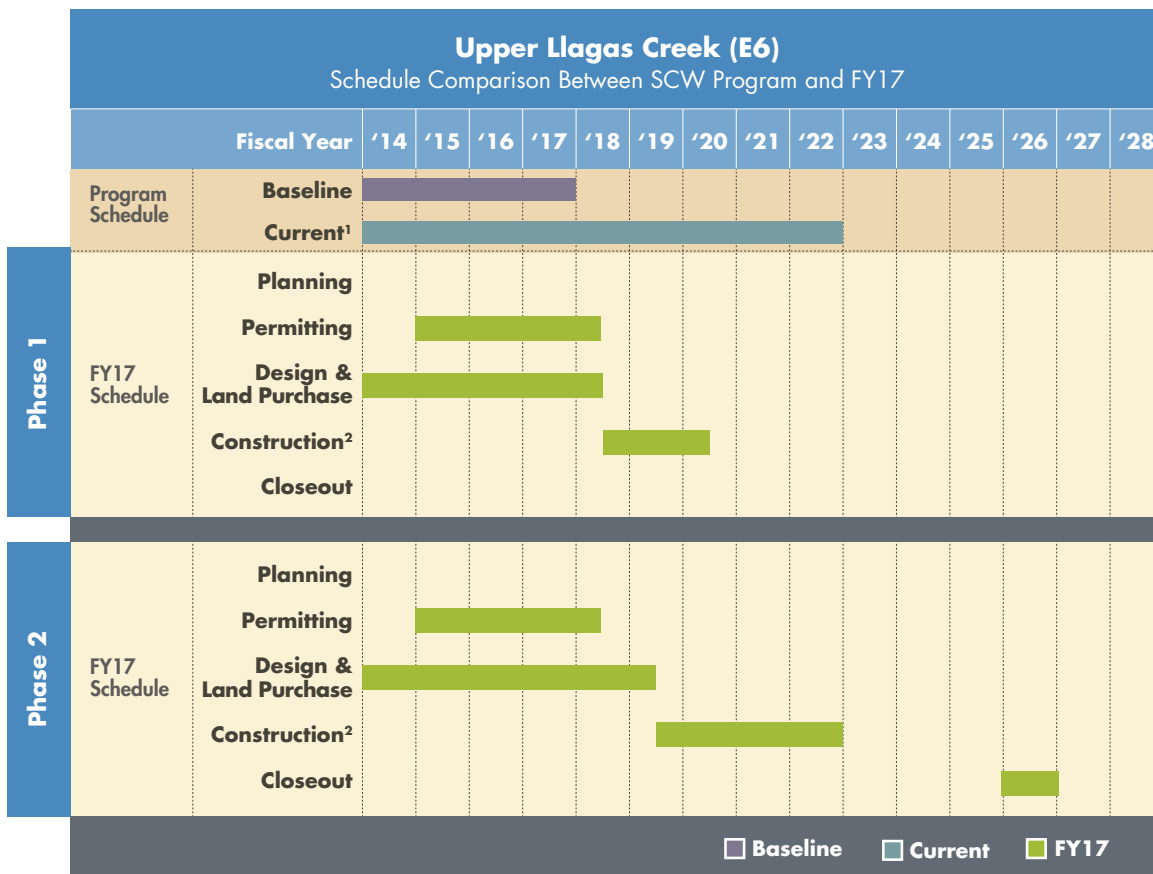 Upper Llagas Creek (E6)
Schedule Comparison Between SCW Program and FY17
Fiscal Year '14 '15 '16 '17 '18 '19 '20 '21 '22 '23 '24 '25 '26 '27 '28
Program
Schedule
Baseline
Current¹
Phase 1
FY17
Schedule
Planning
Permitting
Design &
Land Purchase
Construction²
Closeout
Phase 2
FY17
Schedule
Planning
Permitting
Design &
Land Purchase
Construction²
Closeout
Baseline Current FY17